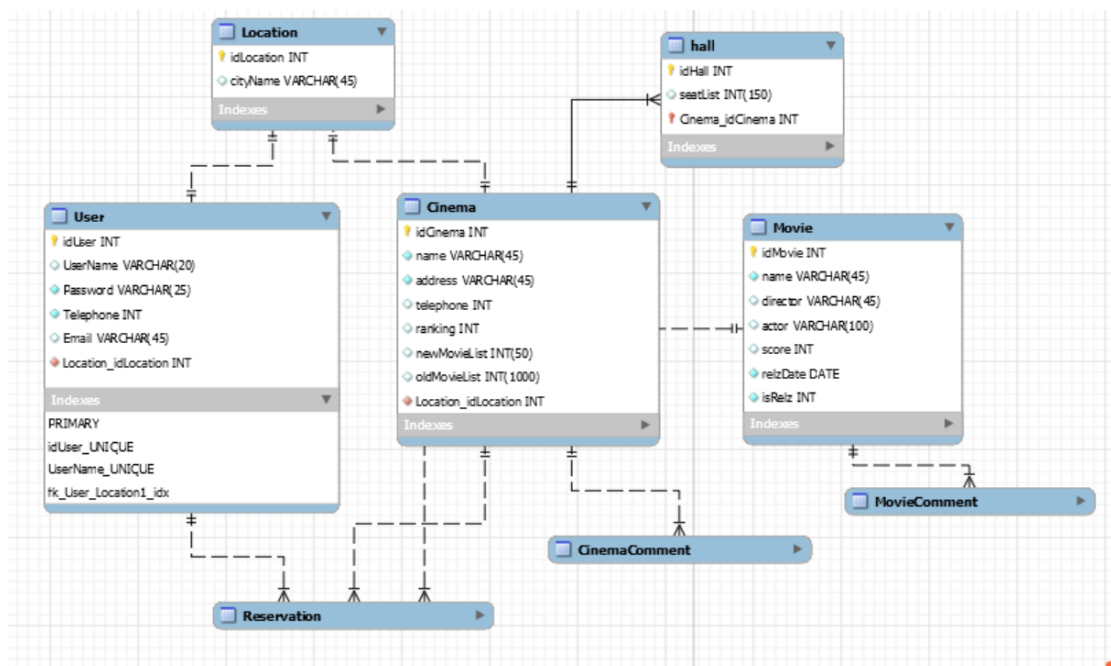 Location
idLocation INT
cityName VARCHAR(45)
Indexes
hall
idHall INT
seatList INT(150)
Cinema_idCinema INT
Indexes
User
idUser INT
UserName VARCHAR(20)
Password VARCHAR(25)
Telephone INT
Email VARCHAR(45)
Location_idLocation INT
Indexes
PRIMARY
idUser_UNIQUE
UserName_UNIQUE
fk_User_Location1_idx
Cinema
idCinema INT
name VARCHAR(45)
address VARCHAR(45)
telephone INT
ranking INT
newMovieList INT(50)
oldMovieList INT(1000)
Location_idLocation INT
Indexes
Movie
idMovie INT
name VARCHAR(45)
director VARCHAR(45)
actor VARCHAR(100)
score INT
relzDate DATE
isRelz INT
Indexes
MovieComment
CinemaComment
Reservation